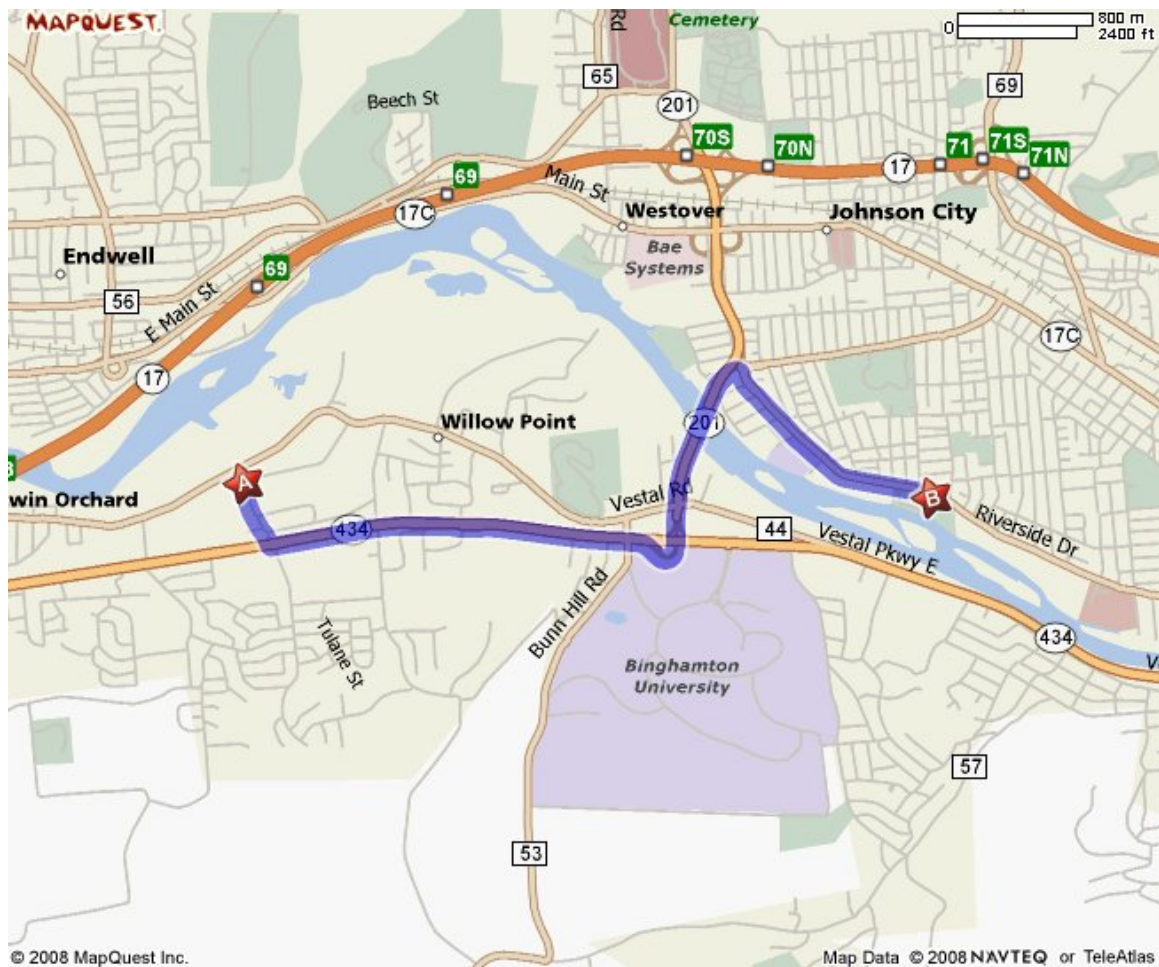 MAPQUEST.
Cemetery
0
800 m
2400 ft
Rd
65
69
Beech St
201
70S
70N
71
71S
71N
17
69
Main St
17C
Westover
Johnson City
Endwell
Bae
Systems
69
56
E Main St
17
17C
201
Willow Point
A
win Orchard
Vestal Rd
B
Riverside Dr
434
44
Vestal Pkwy E
Bunn Hill Rd
Tulane St
434
Binghamton
University
57
53
© 2008 MapQuest Inc.
Map Data © 2008 NAVTEQ or TeleAtlas